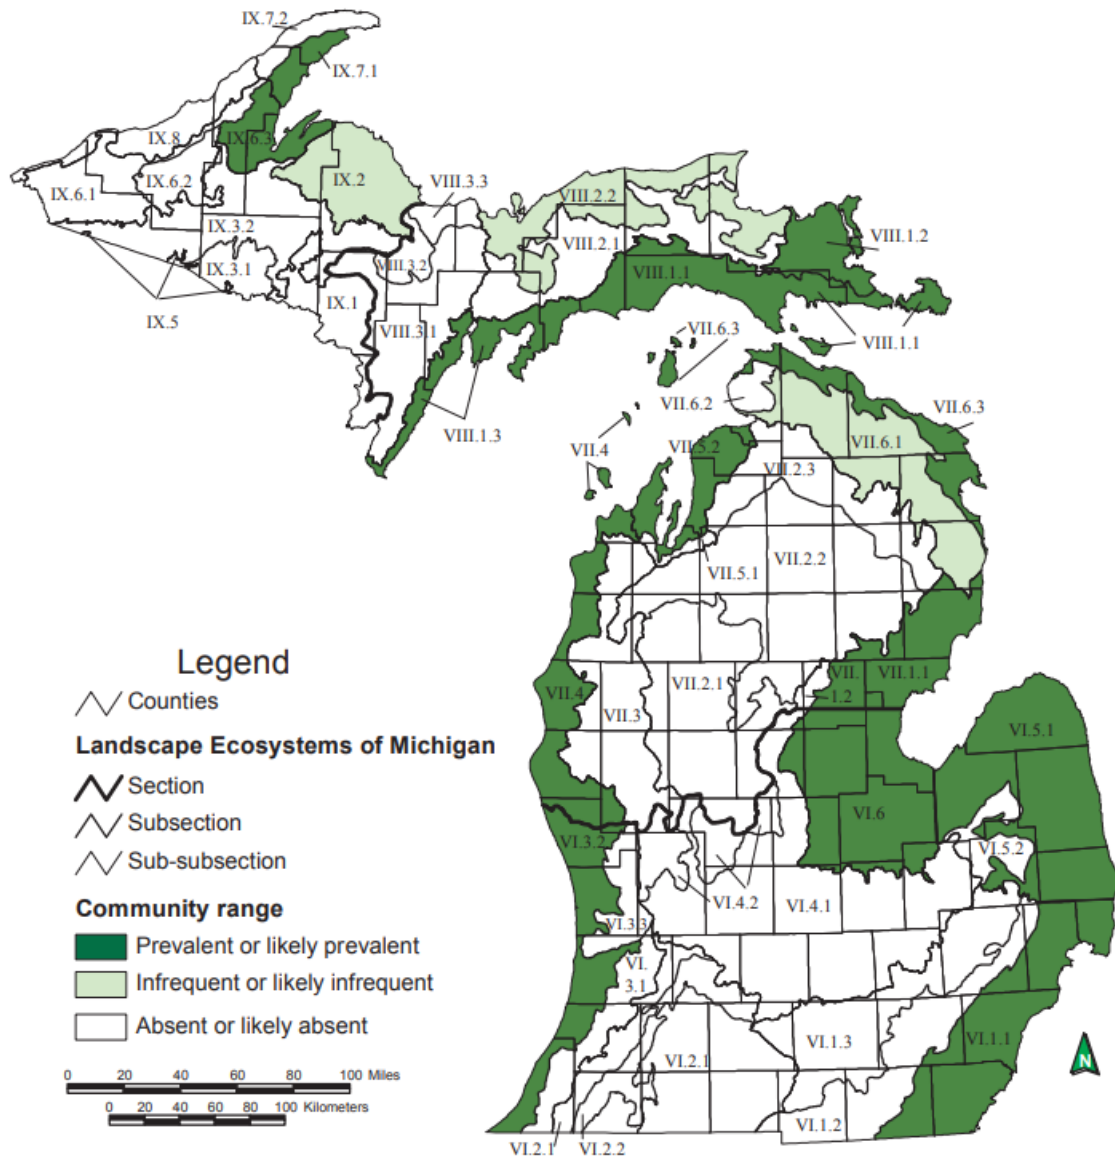 IX.7.2
IX.7.1
IX.8
IX.6.3
IX.6.2
IX.6.1
IX.2
VIII.3.3
VIII.2.2
IX.3.2
VIII.2.1
VIII.1.2
IX.3.1
VIII.3.2
VIII.1.1
IX.1
IX.5
VIII.3.1
VII.6.3
VIII.1.1
VII.6.2
VII.6.3
VIII.1.3
VII.6.1
VII.4
VII.5.2
VII.2.3
VII.5.1
VII.2.2
Legend
Counties
Landscape Ecosystems of Michigan
Section
Subsection
Sub-subsection
Community range
Prevalent or likely prevalent
Infrequent or likely infrequent
Absent or likely absent
0 20 40 60 80 100 Miles
0 20 40 60 80 100 Kilometers
VII.4
VII.3
VII.2.1
VII.
1.2
VII.1.1
VI.5.1
VI.6
VI.3.2
VI.5.2
VI.4.2
VI.4.1
VI.3.3
VI.
3.1
VI.1.3
VI.1.1
VI.2.1
VI.1.2
VI.2.1
VI.2.2
N